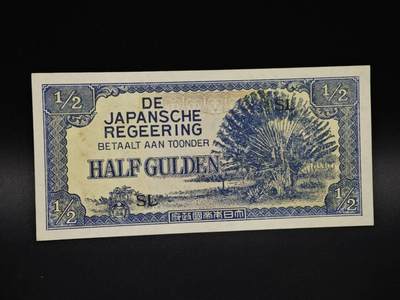 ½ ½
DE
JAPANSCHE
REGEERING
SL
BETAALT AAN TOONDER
HALF GULDEN
SL
½ ½
府政國帝本日大